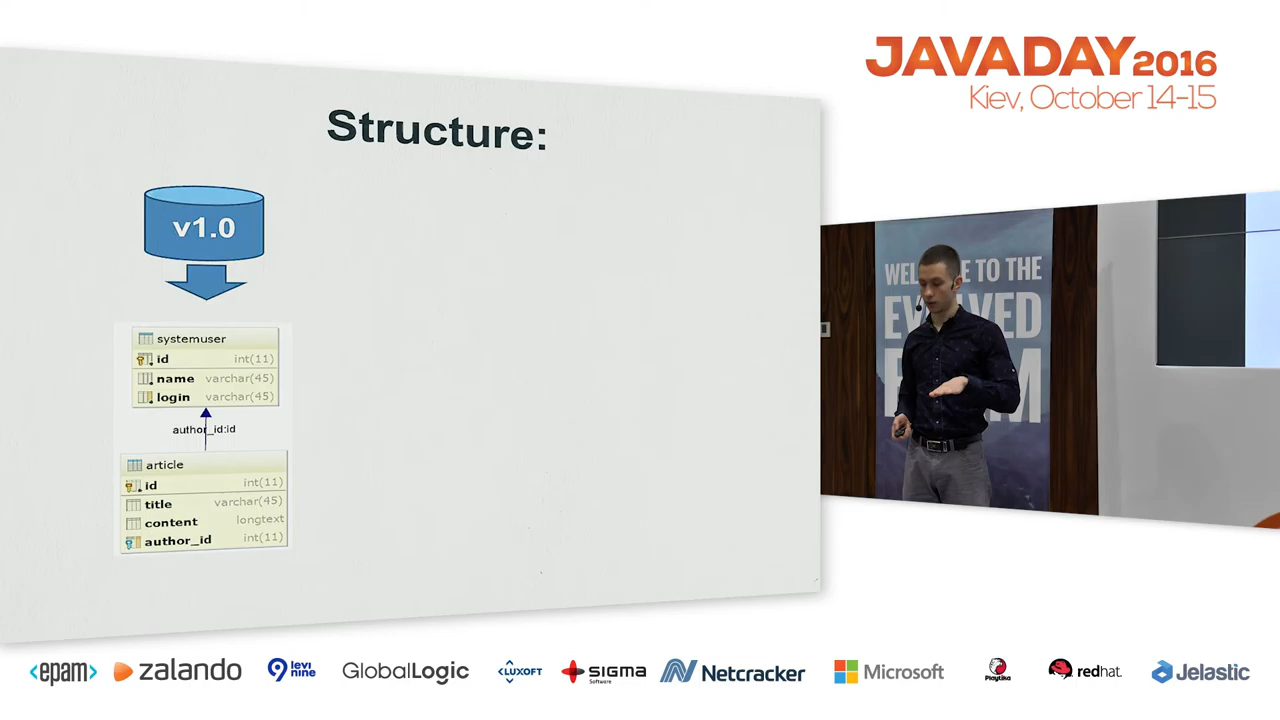 JAVADAY 2016
Kiev, October 14-15
Structure:
v1.0
systemuser
id int(11)
name varchar(45)
login varchar(45)
author_id:id
article
id int(11)
title varchar(45)
content longtext
author_id int(11)
TO THE
<epam>
zalando
9 levi nine
GlobalLogic
LUXOFT
SIGMA
Software
Netcracker
Microsoft
Playtika
redhat.
Jelastic